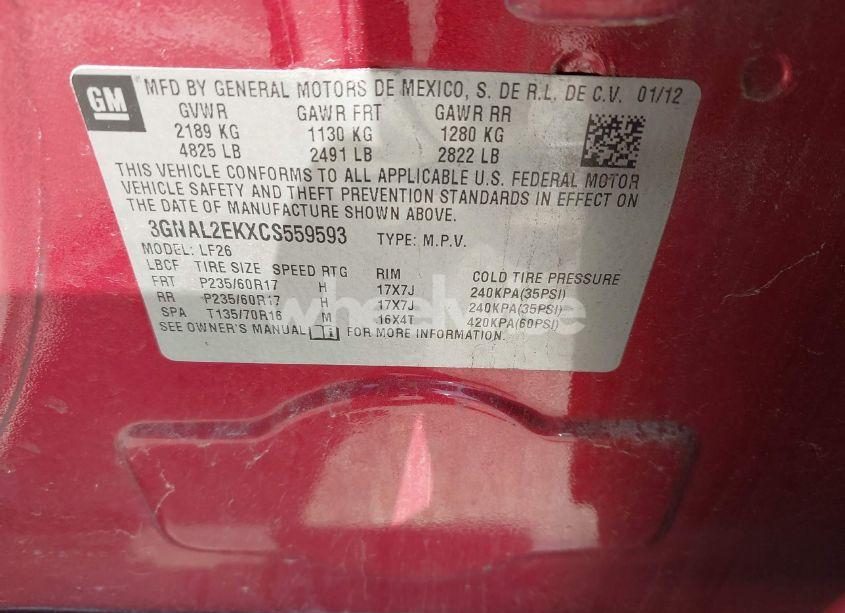 GM
MFD BY GENERAL MOTORS DE MEXICO, S. DE R.L. DE C.V. 01/12
GVWR GAWR FRT GAWR RR
2189 KG 1130 KG 1280 KG
4825 LB 2491 LB 2822 LB
THIS VEHICLE CONFORMS TO ALL APPLICABLE U.S. FEDERAL MOTOR
VEHICLE SAFETY AND THEFT PREVENTION STANDARDS IN EFFECT ON
THE DATE OF MANUFACTURE SHOWN ABOVE.
3GNAL2EKXCS559593 TYPE: M.P.V.
MODEL: LF26
LBCF TIRE SIZE SPEED RTG RIM COLD TIRE PRESSURE
FRT P235/60R17 H 17X7J 240KPA(35PSI)
RR P235/60R17 H 17X7J 240KPA(35PSI)
SPA T135/70R16 M 16X4T 420KPA(60PSI)
SEE OWNER'S MANUAL FOR MORE INFORMATION.